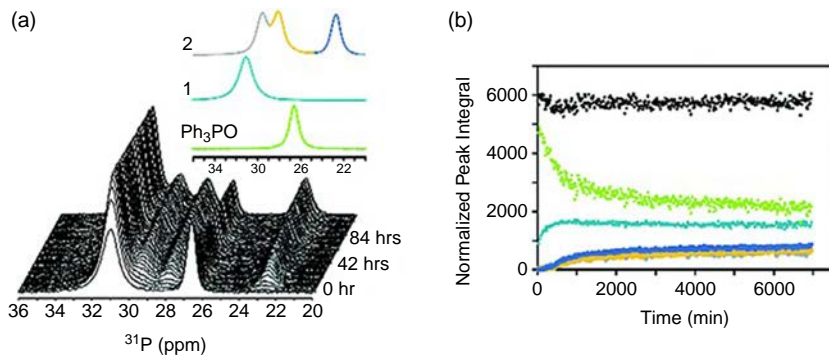 (a)
2
1
Ph₃PO
34 31 26 22
84 hrs
42 hrs
0 hr
36 34 32 30 28 26 24 22 20
³¹P (ppm)
(b)
Normalized Peak Integral
6000
4000
2000
0
0 2000 4000 6000
Time (min)